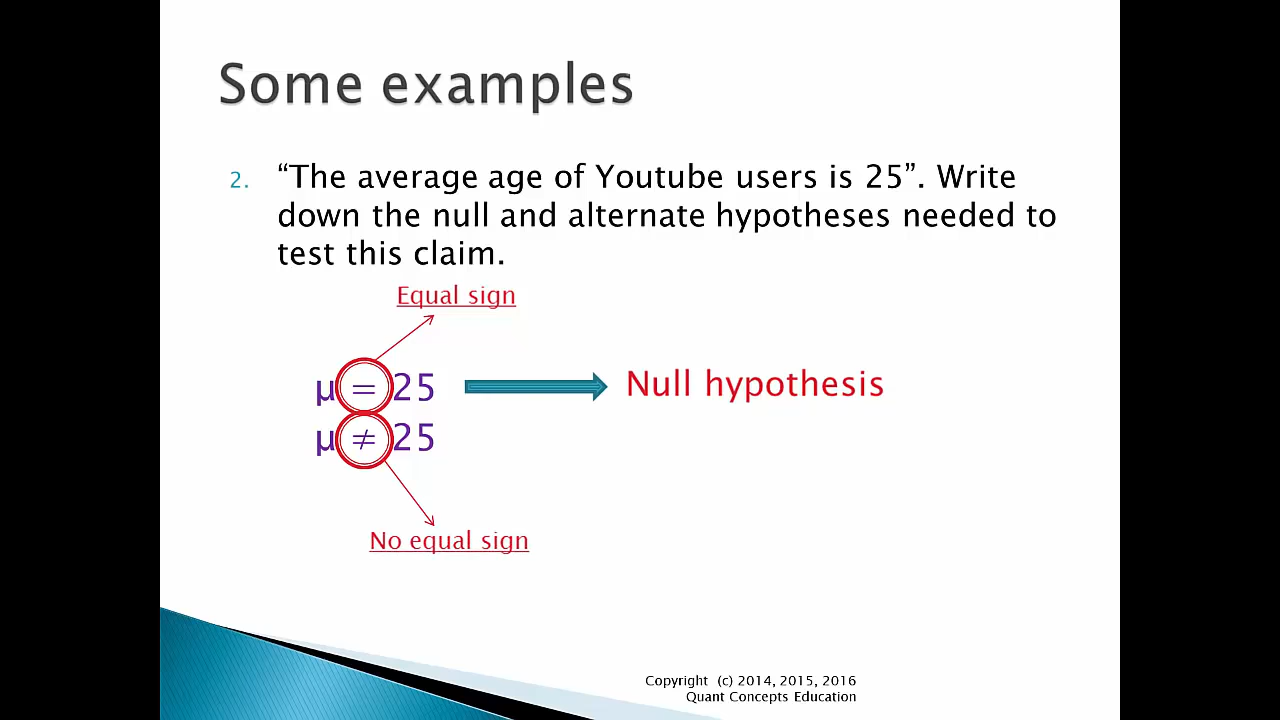 Some examples
2. “The average age of Youtube users is 25”. Write
down the null and alternate hypotheses needed to
test this claim.
Equal sign
μ = 25
Null hypothesis
μ ≠ 25
No equal sign
Copyright (c) 2014, 2015, 2016
Quant Concepts Education